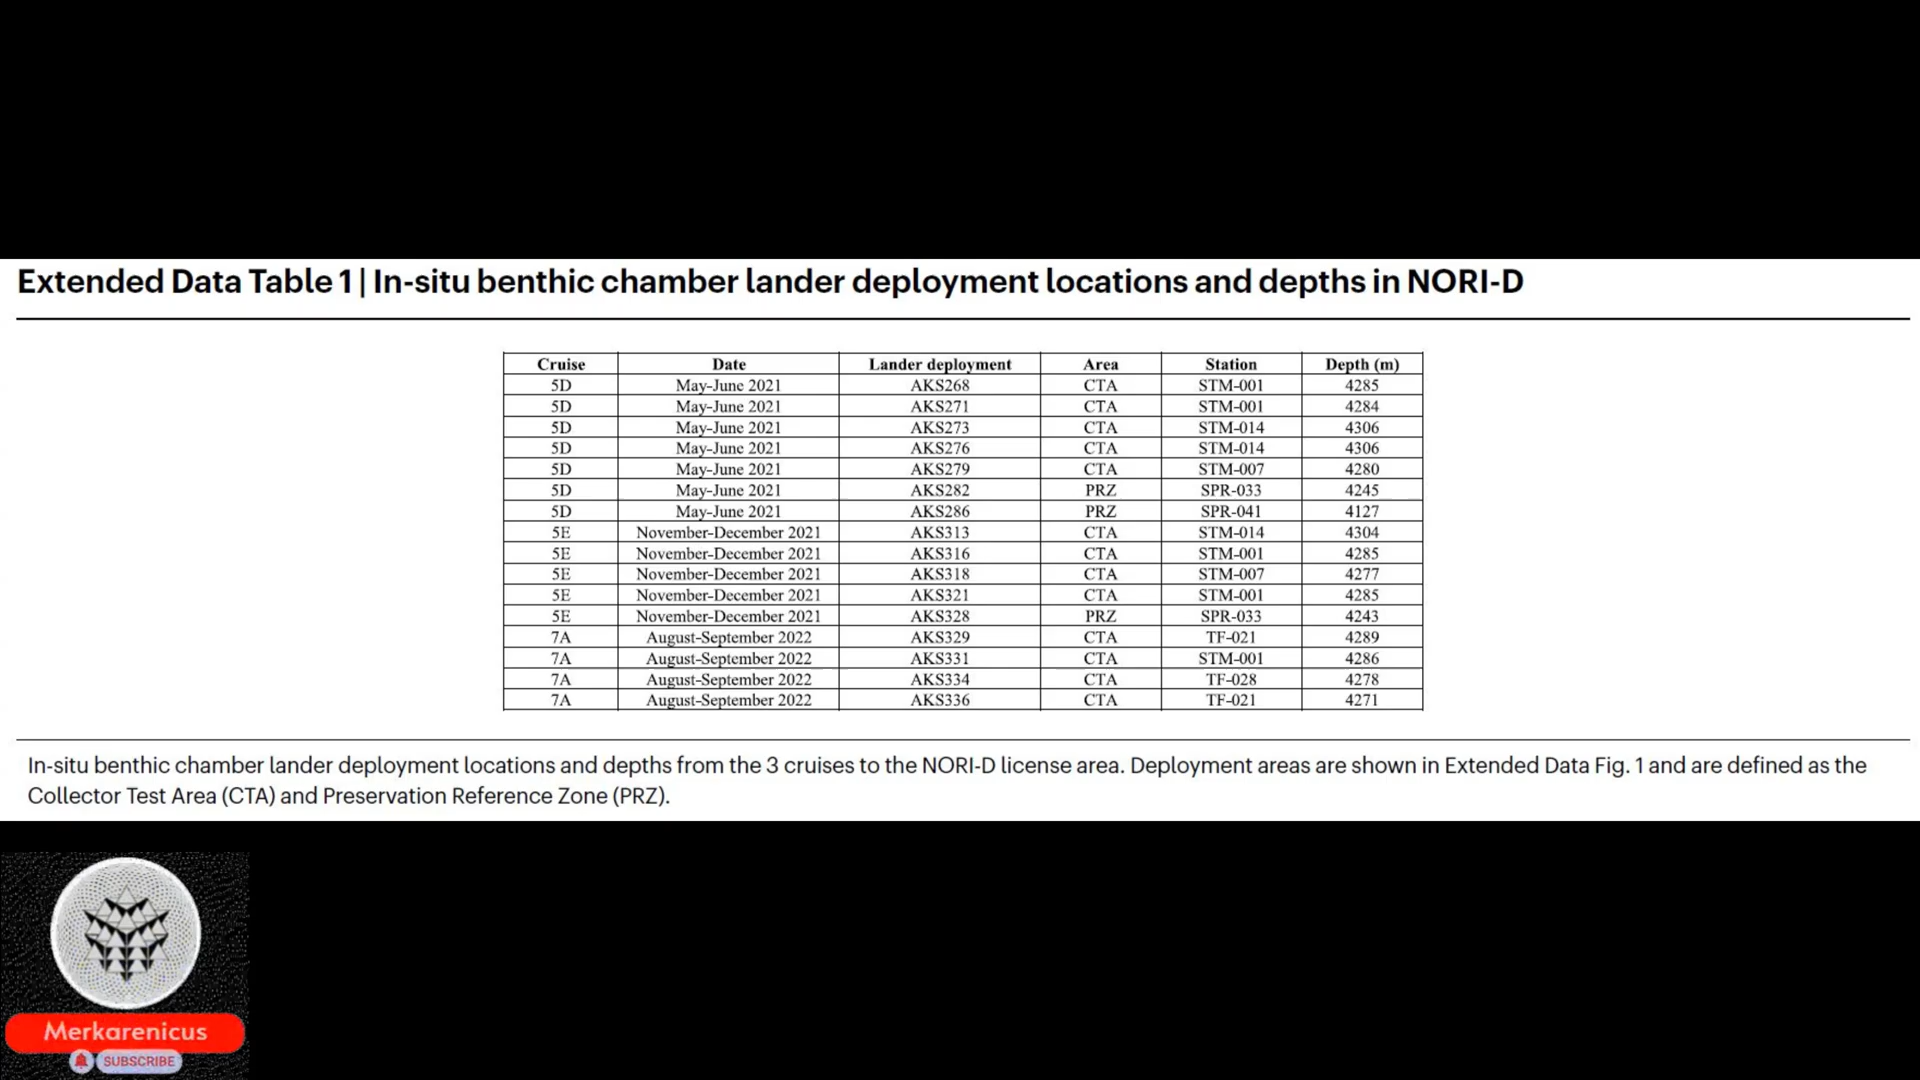 Extended Data Table 1 | In-situ benthic chamber lander deployment locations and depths in NORI-D
Cruise Date Lander deployment Area Station Depth (m)
5D May-June 2021 AKS268 CTA STM-001 4285
5D May-June 2021 AKS271 CTA STM-001 4284
5D May-June 2021 AKS273 CTA STM-014 4306
5D May-June 2021 AKS276 CTA STM-014 4306
5D May-June 2021 AKS279 CTA STM-007 4280
5D May-June 2021 AKS282 PRZ SPR-033 4245
5D May-June 2021 AKS286 PRZ SPR-041 4127
5E November-December 2021 AKS313 CTA STM-014 4304
5E November-December 2021 AKS316 CTA STM-001 4285
5E November-December 2021 AKS318 CTA STM-007 4277
5E November-December 2021 AKS321 CTA STM-001 4285
5E November-December 2021 AKS328 PRZ SPR-033 4243
7A August-September 2022 AKS329 CTA TF-021 4289
7A August-September 2022 AKS331 CTA STM-001 4286
7A August-September 2022 AKS334 CTA TF-028 4278
7A August-September 2022 AKS336 CTA TF-021 4271
In-situ benthic chamber lander deployment locations and depths from the 3 cruises to the NORI-D license area. Deployment areas are shown in Extended Data Fig. 1 and are defined as the
Collector Test Area (CTA) and Preservation Reference Zone (PRZ).
Merkarenicus
SUBSCRIBE